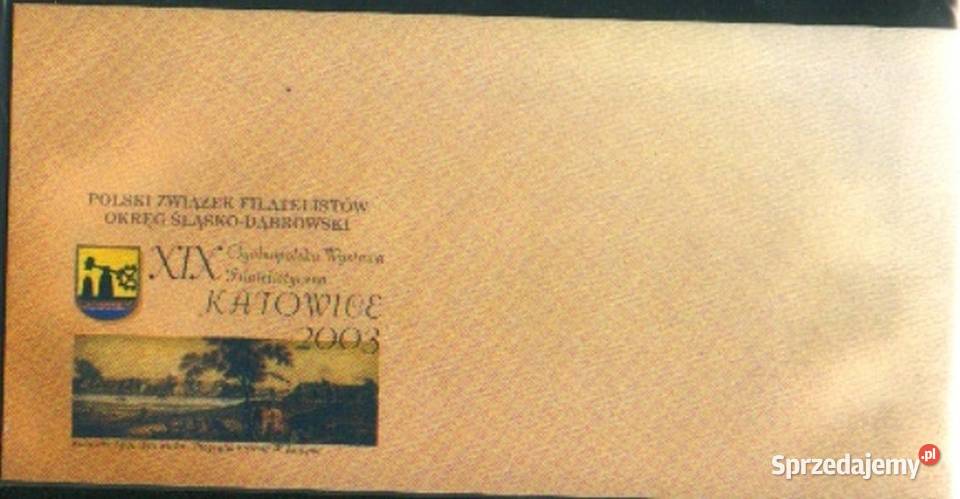 POLSKI ZWIĄZEK FILATELISTÓW
OKRĘG ŚLĄSKO-DĄBROWSKI
XIX Ogólnopolska Wystawa
Filatelistyczna
KATOWICE
2003
Sprzedajemy.pl